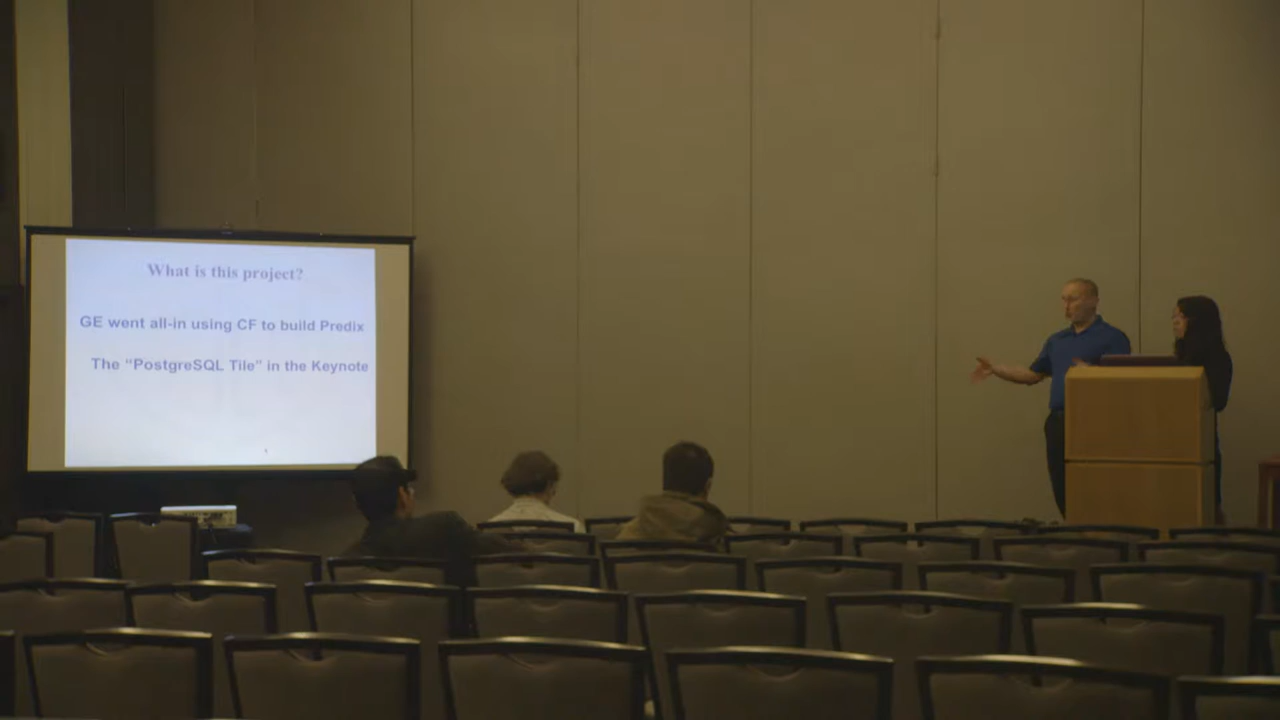 What is this project?
GE went all-in using CF to build Predix
The “PostgreSQL Tile” in the Keynote